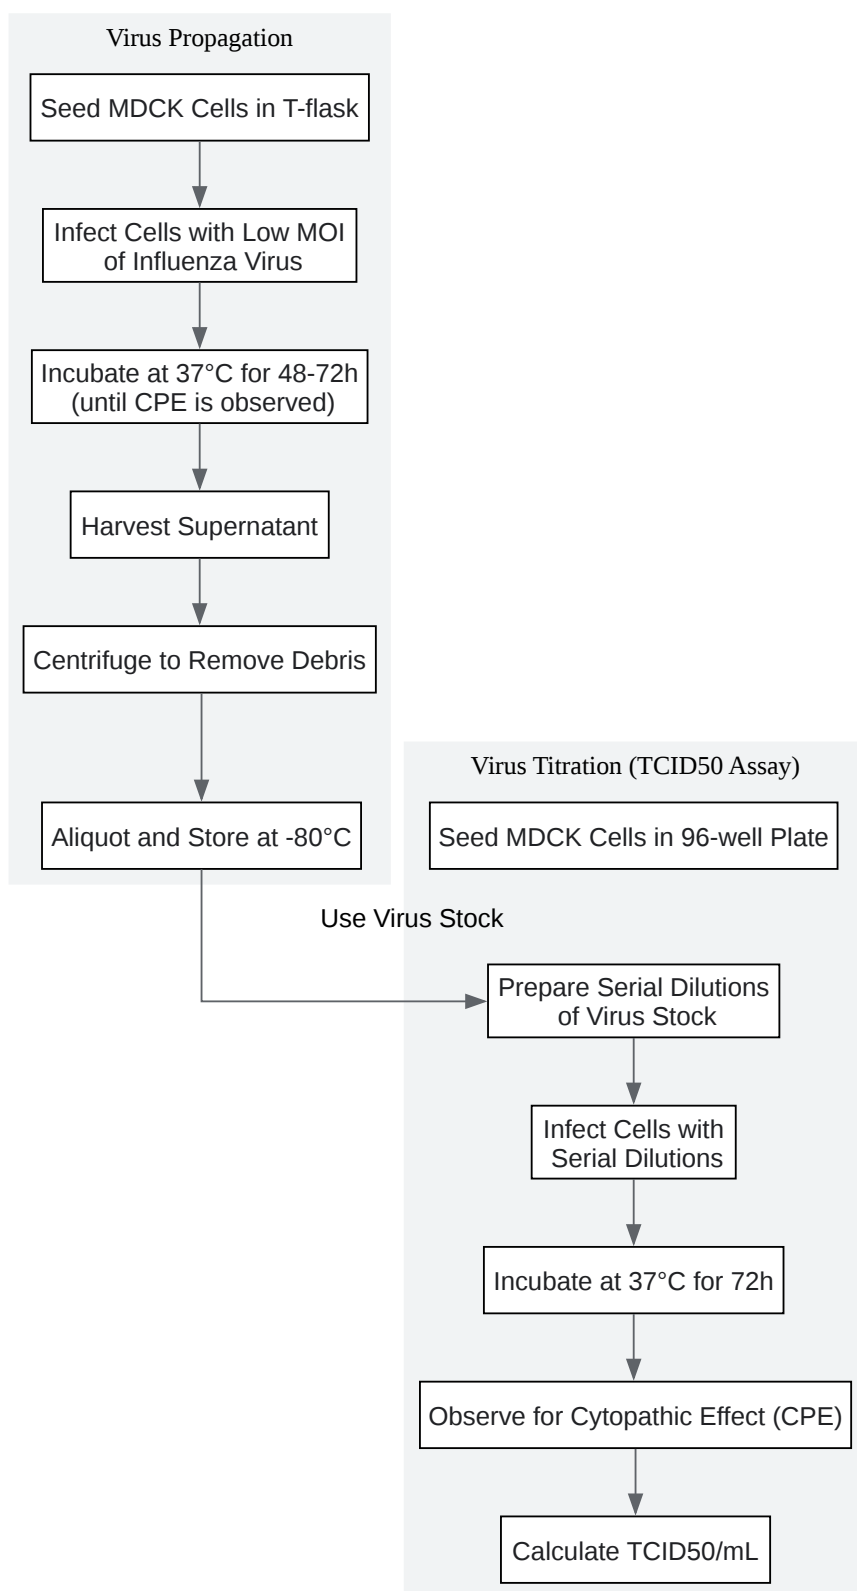 Virus Propagation
Seed MDCK Cells in T-flask
Infect Cells with Low MOI
of Influenza Virus
Incubate at 37°C for 48-72h
(until CPE is observed)
Harvest Supernatant
Centrifuge to Remove Debris
Aliquot and Store at -80°C
Use Virus Stock
Virus Titration (TCID50 Assay)
Seed MDCK Cells in 96-well Plate
Prepare Serial Dilutions
of Virus Stock
Infect Cells with
Serial Dilutions
Incubate at 37°C for 72h
Observe for Cytopathic Effect (CPE)
Calculate TCID50/mL